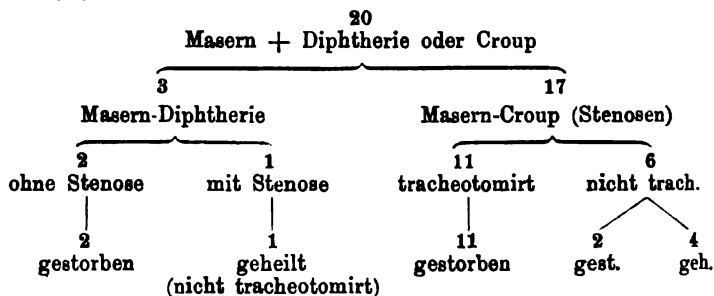 20
Masern + Diphtherie oder Croup
3 17
Masern-Diphtherie Masern-Croup (Stenosen)
2 1 11 6
ohne Stenose mit Stenose tracheotomirt nicht trach.
2 1 11 2 4
gestorben geheilt gestorben gest. geh.
(nicht tracheotomirt)